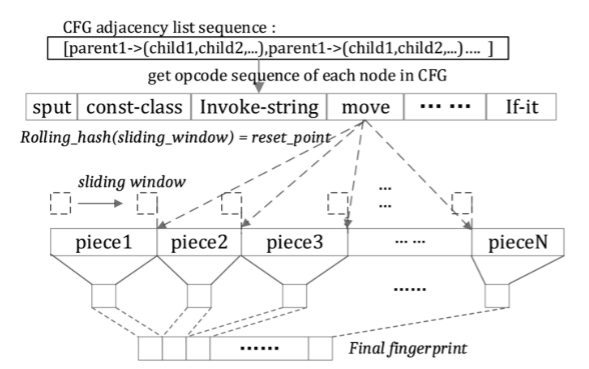 CFG adjacency list sequence :
[parent1->(child1,child2,...),parent1->(child1,child2,...).... ]
get opcode sequence of each node in CFG
sput const-class Invoke-string move ... ... If-it
Rolling_hash(sliding_window) = reset_point
sliding window ...
...
piece1 piece2 piece3 ... ... pieceN
......
...... Final fingerprint